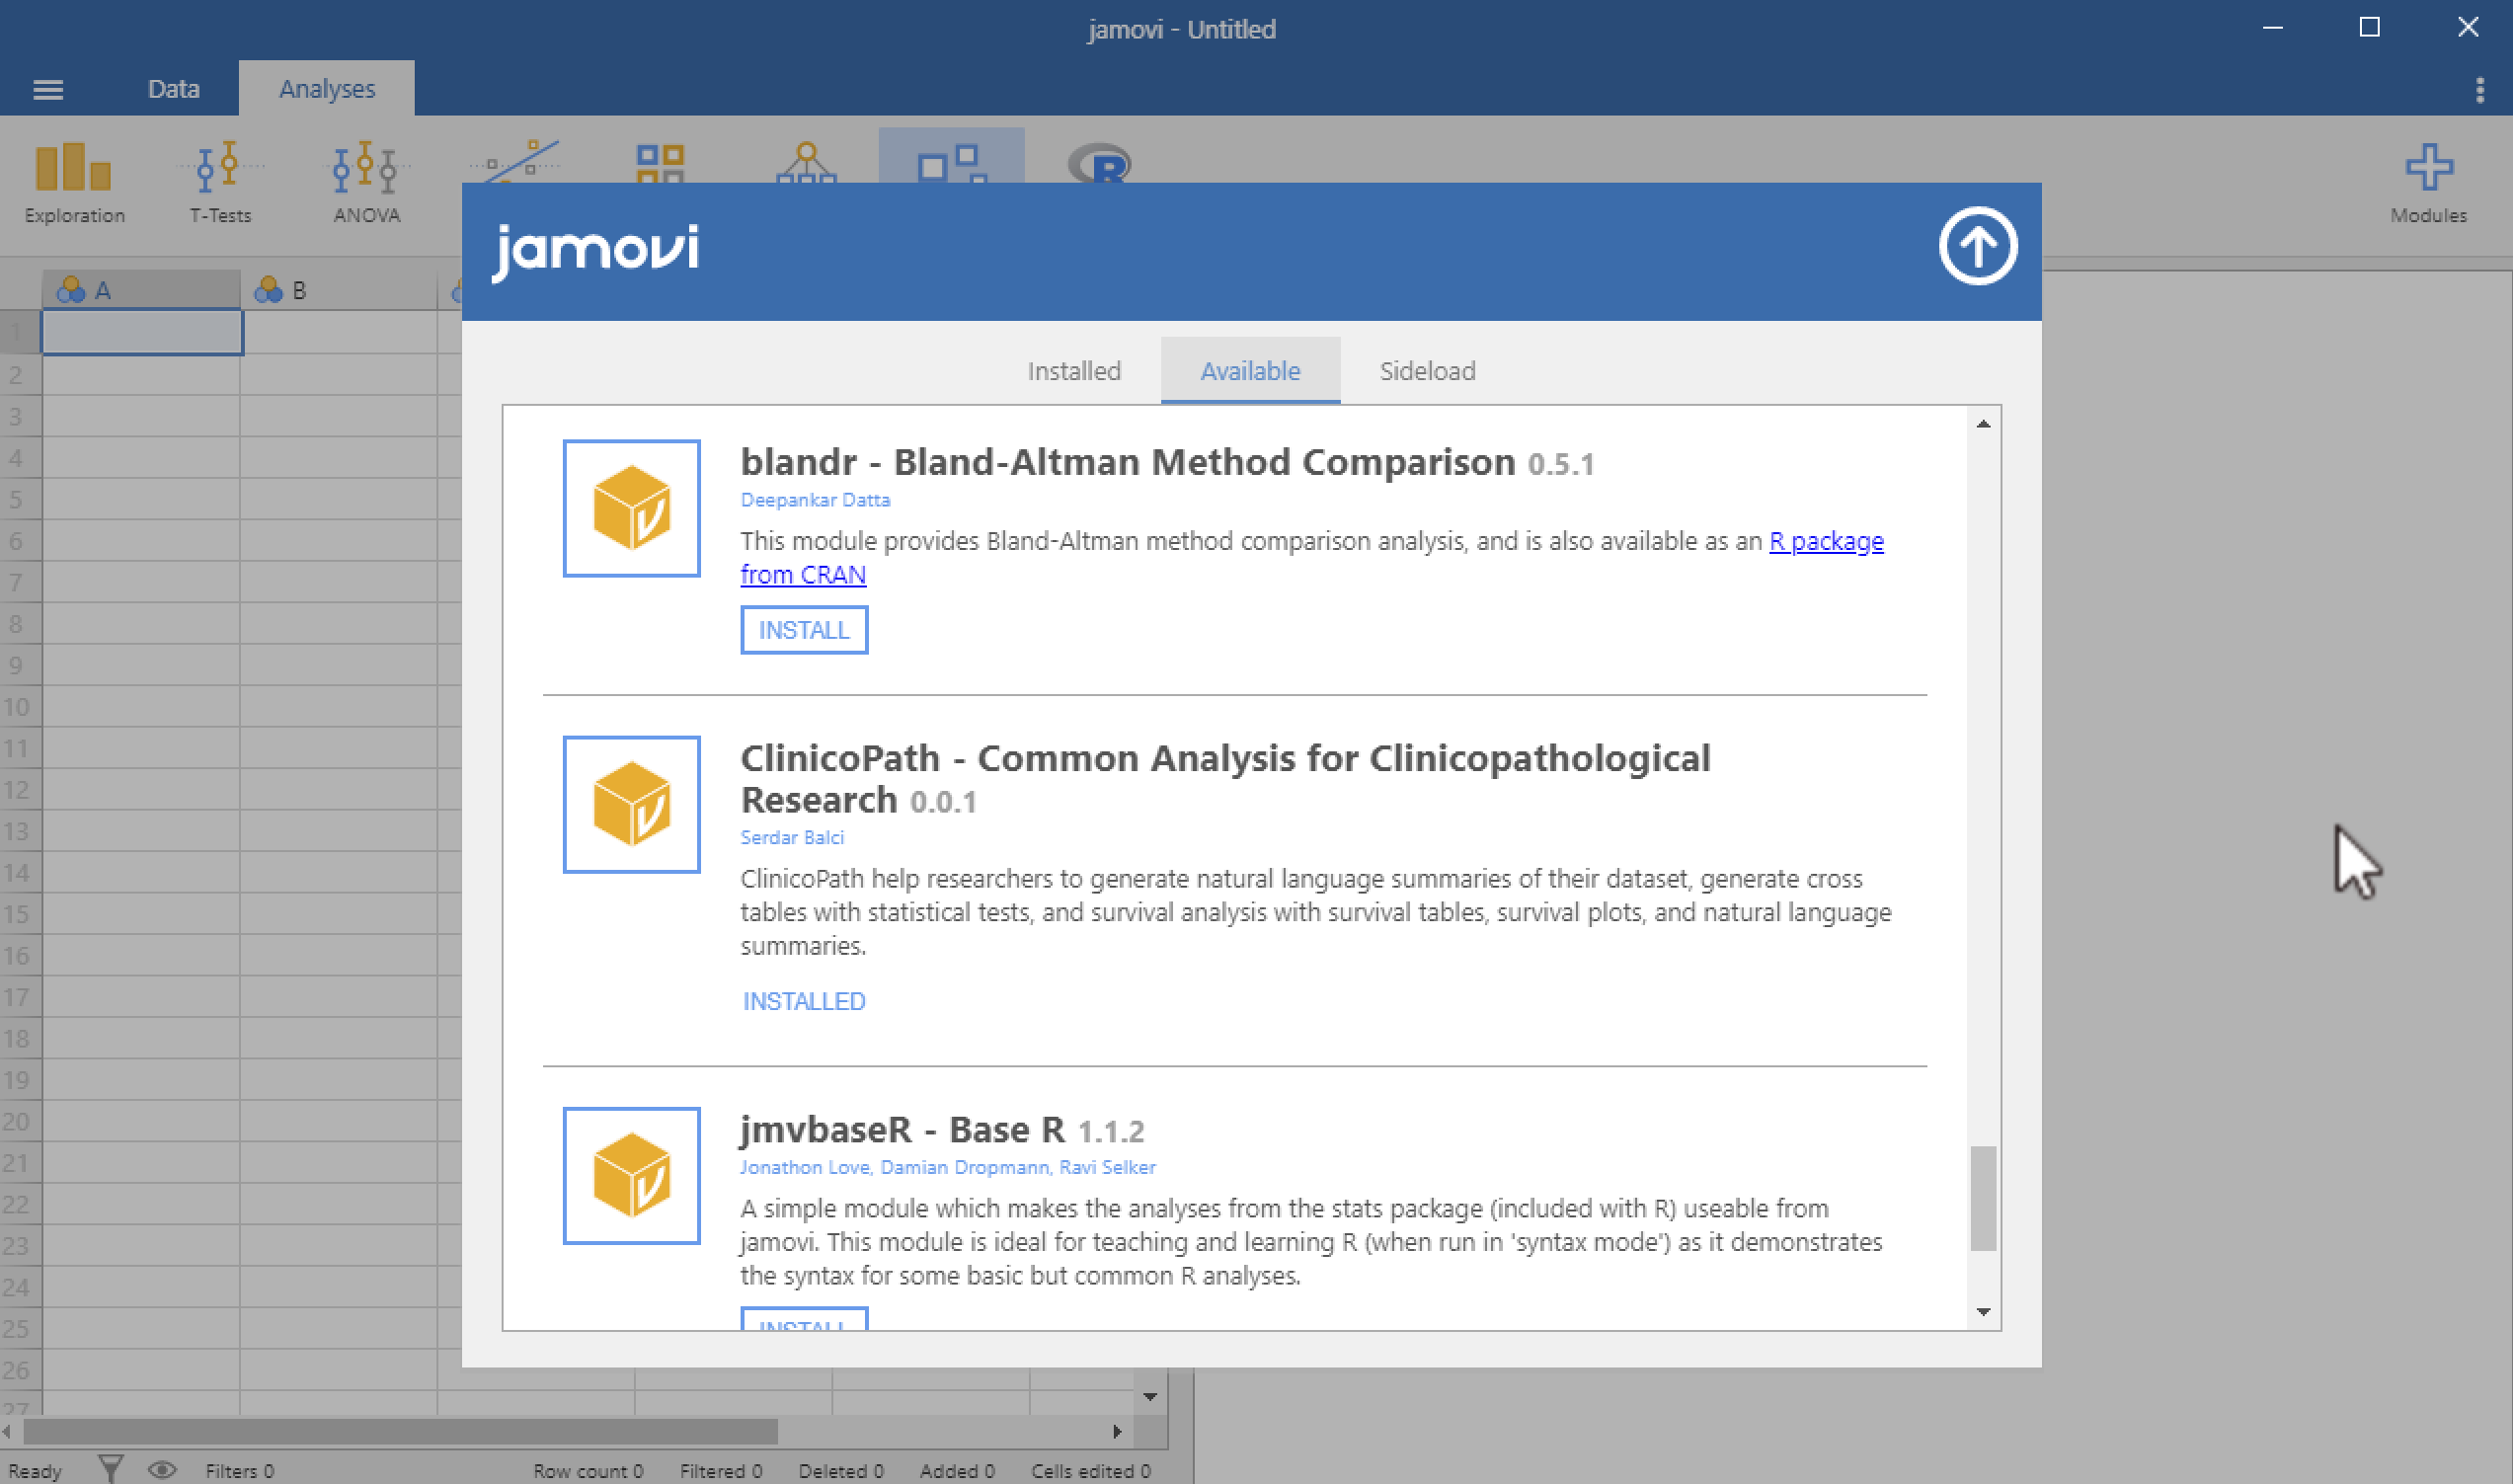 jamovi - Untitled
Data
Analyses
Exploration
T-Tests
ANOVA
R
Modules
jamovi
A
B
Installed
Available
Sideload
1
2
3
4
5
6
7
8
9
10
11
12
13
14
15
16
17
18
19
20
21
22
23
24
25
26
27
blandr - Bland-Altman Method Comparison 0.5.1
Deepankar Datta
This module provides Bland-Altman method comparison analysis, and is also available as an R package
from CRAN
INSTALL
ClinicoPath - Common Analysis for Clinicopathological
Research 0.0.1
Serdar Balci
ClinicoPath help researchers to generate natural language summaries of their dataset, generate cross
tables with statistical tests, and survival analysis with survival tables, survival plots, and natural language
summaries.
INSTALLED
jmvbaseR - Base R 1.1.2
Jonathon Love, Damian Dropmann, Ravi Selker
A simple module which makes the analyses from the stats package (included with R) useable from
jamovi. This module is ideal for teaching and learning R (when run in 'syntax mode') as it demonstrates
the syntax for some basic but common R analyses.
INSTALL
Ready
Filters 0
Row count 0
Filtered 0
Deleted 0
Added 0
Cells edited 0